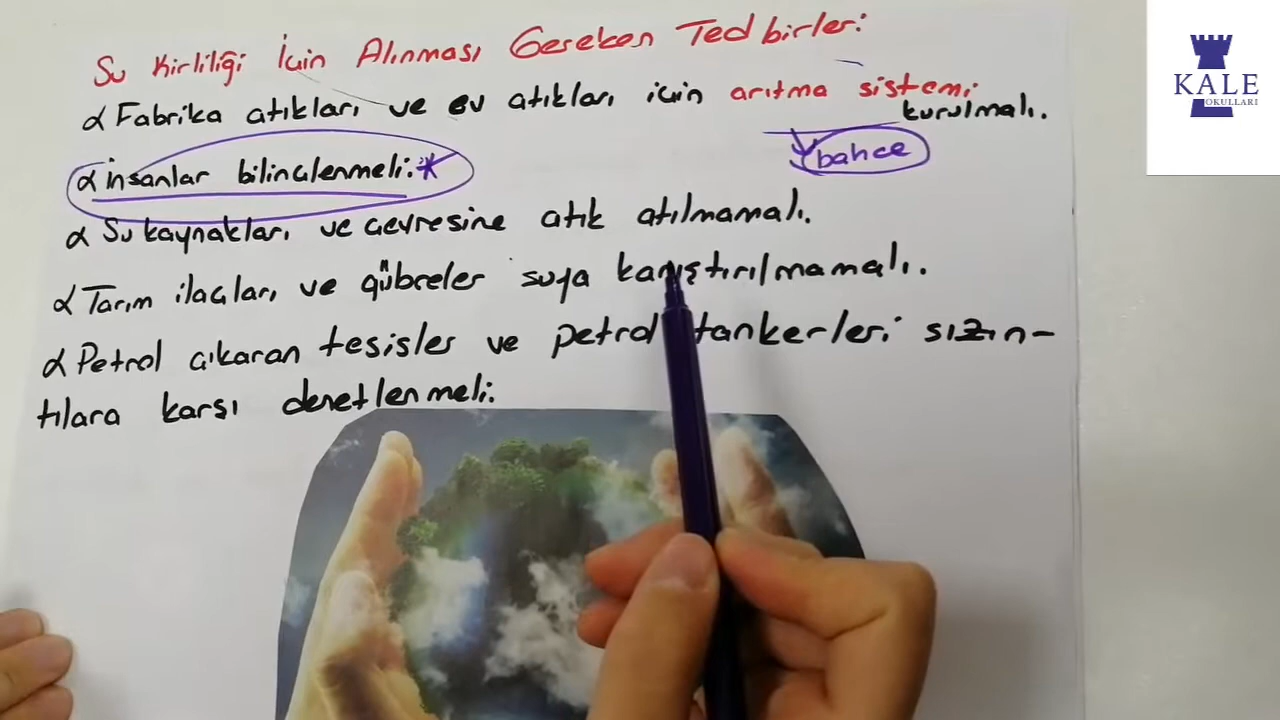 Su Kirliliği İçin Alınması Gereken Tedbirler:
α Fabrika atıkları ve ev atıkları için arıtma sistemi
kurulmalı.
bahçe
α İnsanlar bilinçlenmeli.*
α Su kaynakları ve çevresine atık atılmamalı.
α Tarım ilaçları ve gübreler suya karıştırılmamalı.
α Petrol çıkaran tesisler ve petrol tankerleri sızın-
tılara karşı denetlenmeli.
KALE
OKULLARI